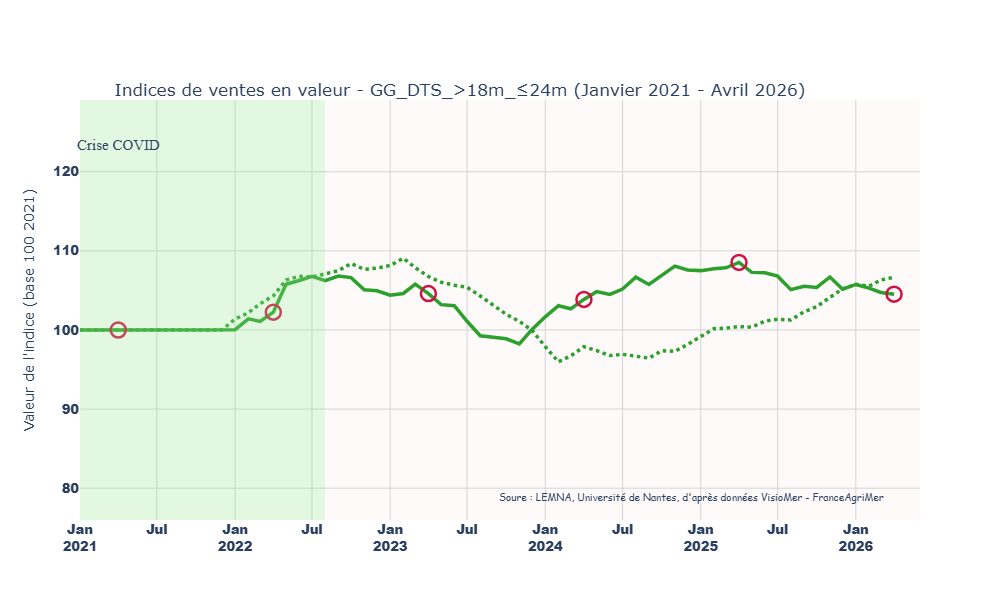 Indices de ventes en valeur - GG_DTS_>18m_≤24m (Janvier 2021 - Avril 2026)
Crise COVID
Valeur de l'indice (base 100 2021)
120
110
100
90
80
Soure : LEMNA, Université de Nantes, d'après données VisioMer - FranceAgriMer
Jan Jul Jan Jul Jan Jul Jan Jul Jan Jul Jan
2021 2022 2023 2024 2025 2026